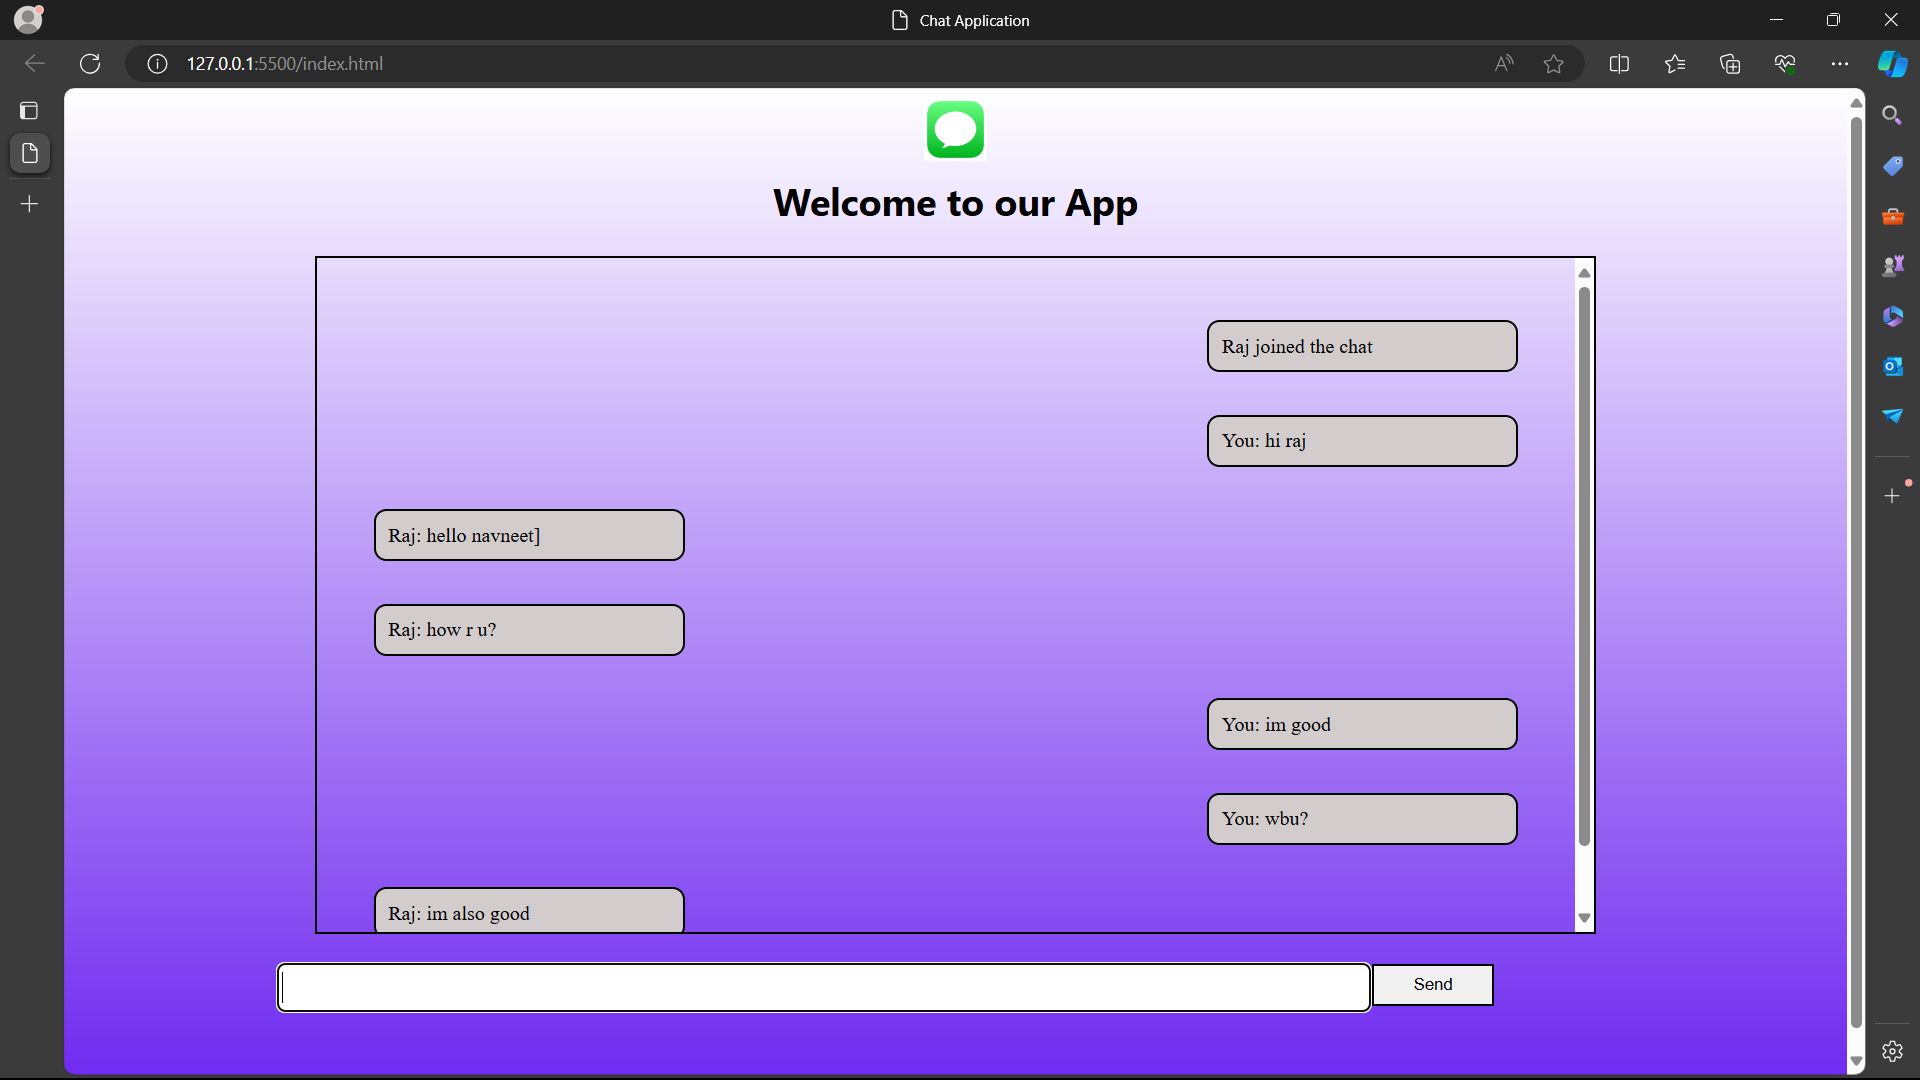 Chat Application
127.0.0.1:5500/index.html
Welcome to our App
Raj joined the chat
You: hi raj
Raj: hello navneet]
Raj: how r u?
You: im good
You: wbu?
Raj: im also good
Send